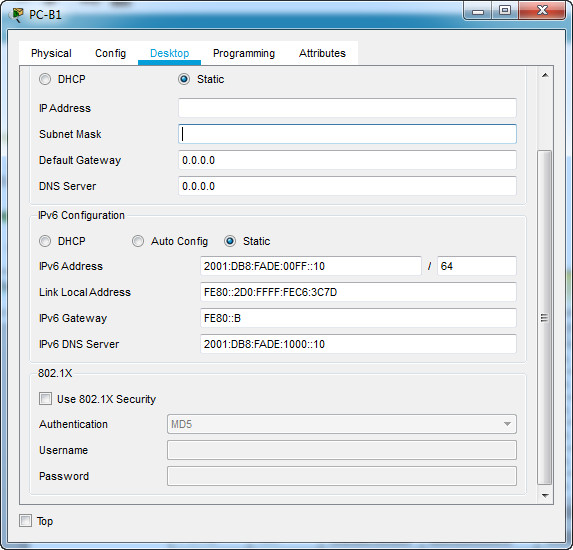 PC-B1
Physical Config Desktop Programming Attributes
DHCP Static
IP Address
Subnet Mask
Default Gateway 0.0.0.0
DNS Server 0.0.0.0
IPv6 Configuration
DHCP Auto Config Static
IPv6 Address 2001:DB8:FADE:00FF::10 / 64
Link Local Address FE80::2D0:FFFF:FEC6:3C7D
IPv6 Gateway FE80::B
IPv6 DNS Server 2001:DB8:FADE:1000::10
802.1X
Use 802.1X Security
Authentication MD5
Username
Password
Top